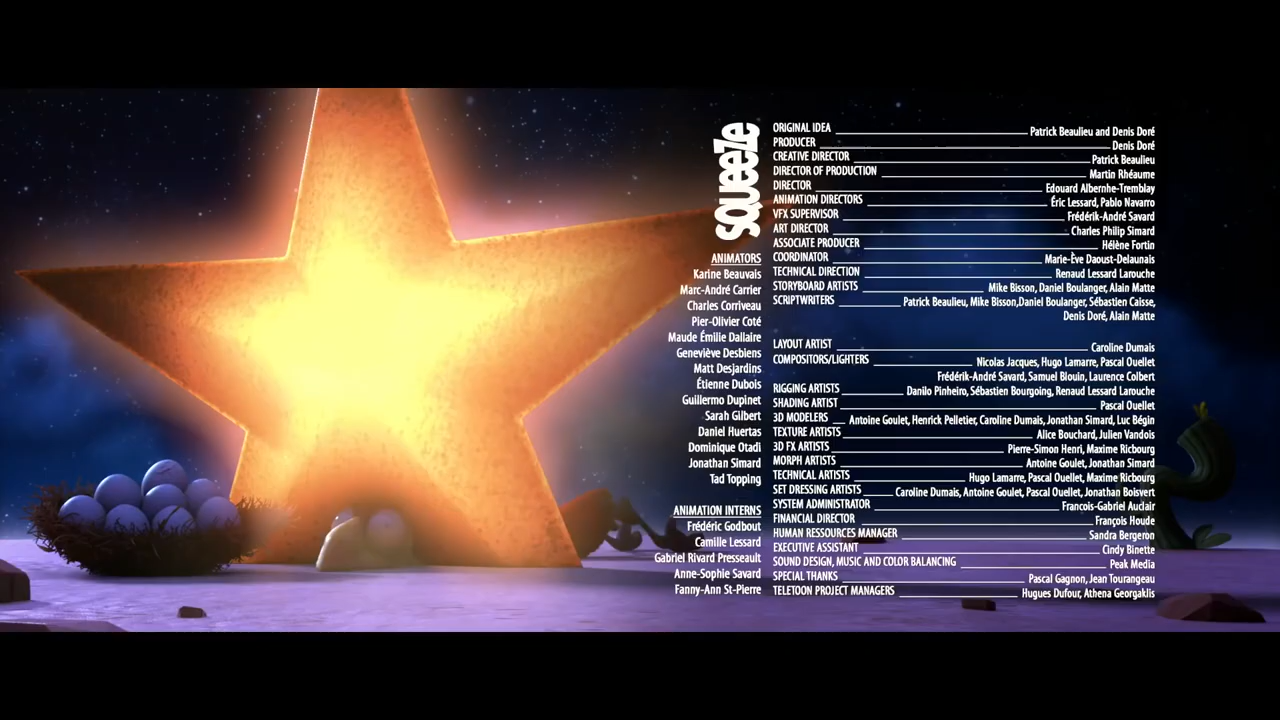 squeeze
ANIMATORS
Karine Beauvais
Marc-André Carrier
Charles Corriveau
Pier-Olivier Coté
Maude Émilie Dallaire
Geneviève Desbiens
Matt Desjardins
Étienne Dubois
Guillermo Dupinet
Sarah Gilbert
Daniel Huertas
Dominique Otadi
Jonathan Simard
Tad Topping
ANIMATION INTERNS
Frédéric Godbout
Camille Lessard
Gabriel Rivard Presseault
Anne-Sophie Savard
Fanny-Ann St-Pierre
ORIGINAL IDEA Patrick Beaulieu and Denis Doré
PRODUCER Denis Doré
CREATIVE DIRECTOR Patrick Beaulieu
DIRECTOR OF PRODUCTION Martin Rhéaume
DIRECTOR Edouard Albernhe-Tremblay
ANIMATION DIRECTORS Éric Lessard, Pablo Navarro
VFX SUPERVISOR Frédérik-André Savard
ART DIRECTOR Charles Philip Simard
ASSOCIATE PRODUCER Hélène Fortin
COORDINATOR Marie-Ève Daoust-Delaunais
TECHNICAL DIRECTION Renaud Lessard Larouche
STORYBOARD ARTISTS Mike Bisson, Daniel Boulanger, Alain Matte
SCRIPTWRITERS Patrick Beaulieu, Mike Bisson,Daniel Boulanger, Sébastien Caisse,
Denis Doré, Alain Matte
LAYOUT ARTIST Caroline Dumais
COMPOSITORS/LIGHTERS Nicolas Jacques, Hugo Lamarre, Pascal Ouellet
Frédérik-André Savard, Samuel Blouin, Laurence Colbert
RIGGING ARTISTS Danilo Pinheiro, Sébastien Bourgoing, Renaud Lessard Larouche
SHADING ARTIST Pascal Ouellet
3D MODELERS Antoine Goulet, Henrick Pelletier, Caroline Dumais, Jonathan Simard, Luc Bégin
TEXTURE ARTISTS Alice Bouchard, Julien Vandois
3D FX ARTISTS Pierre-Simon Henri, Maxime Ricbourg
MORPH ARTISTS Antoine Goulet, Jonathan Simard
TECHNICAL ARTISTS Hugo Lamarre, Pascal Ouellet, Maxime Ricbourg
SET DRESSING ARTISTS Caroline Dumais, Antoine Goulet, Pascal Ouellet, Jonathan Boisvert
SYSTEM ADMINISTRATOR Francois-Gabriel Auclair
FINANCIAL DIRECTOR François Houde
HUMAN RESSOURCES MANAGER Sandra Bergeron
EXECUTIVE ASSISTANT Cindy Binette
SOUND DESIGN, MUSIC AND COLOR BALANCING Peak Media
SPECIAL THANKS Pascal Gagnon, Jean Tourangeau
TELETOON PROJECT MANAGERS Hugues Dufour, Athena Georgaklis